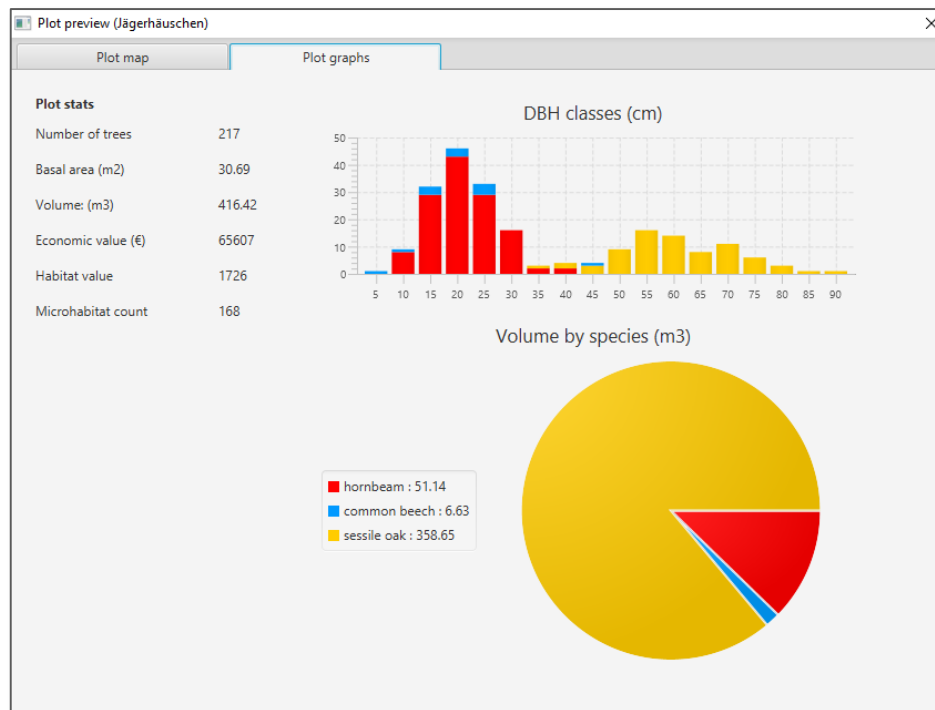 Plot preview (Jägerhäuschen)
Plot map Plot graphs
Plot stats
Number of trees 217
Basal area (m2) 30.69
Volume: (m3) 416.42
Economic value (€) 65607
Habitat value 1726
Microhabitat count 168
DBH classes (cm)
50
40
30
20
10
0
5 10 15 20 25 30 35 40 45 50 55 60 65 70 75 80 85 90
Volume by species (m3)
hornbeam : 51.14
common beech : 6.63
sessile oak : 358.65